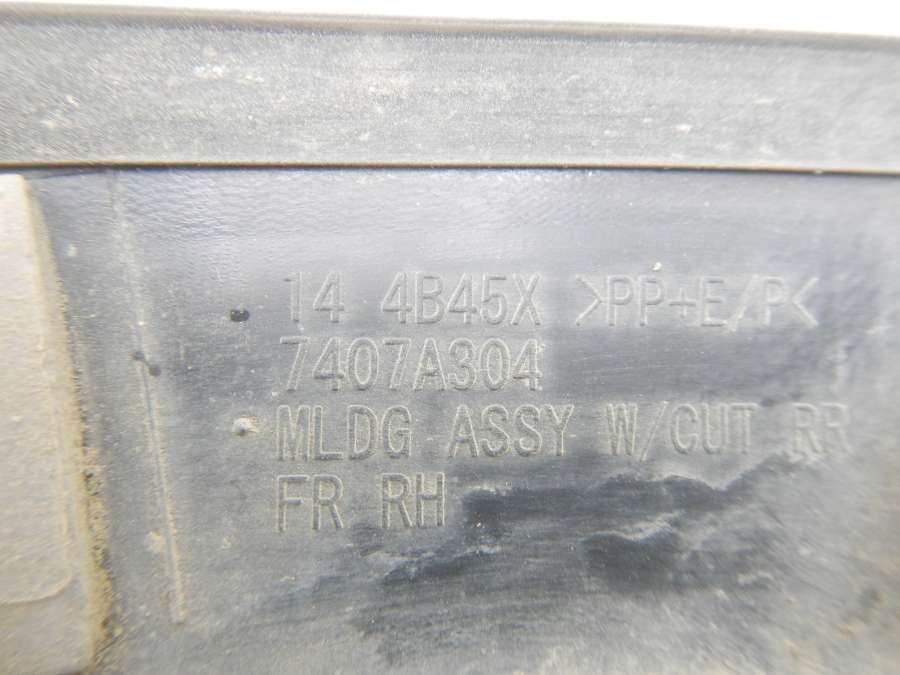 14 4B45X >PP+E/P<
7407A304
MLDG ASSY W/CUT RR
FR RH